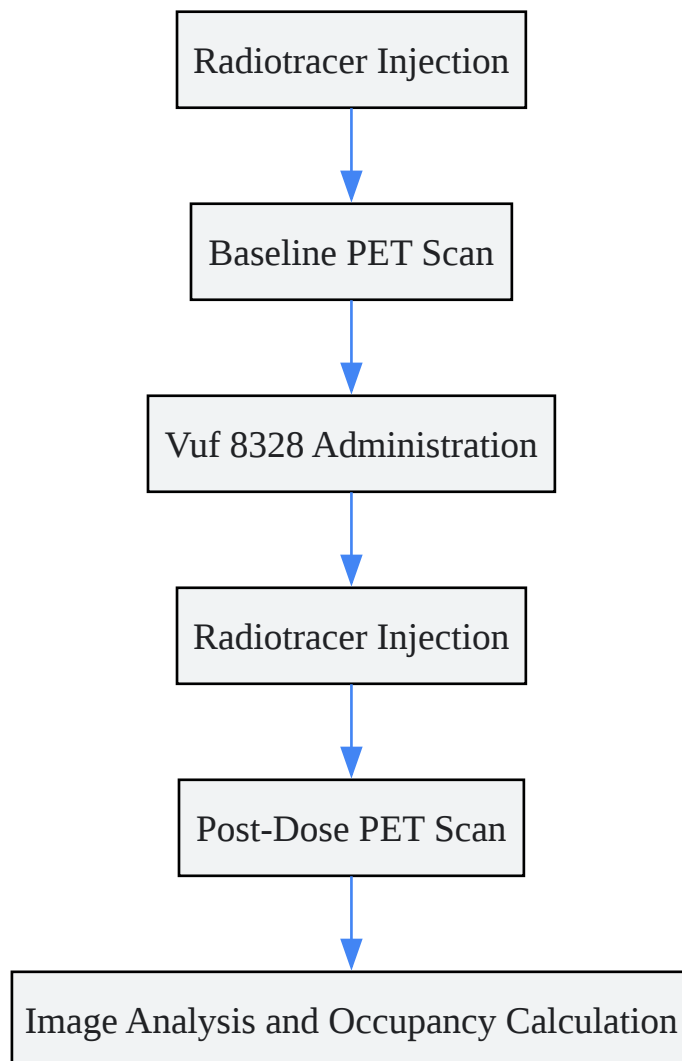 Radiotracer Injection
Baseline PET Scan
Vuf 8328 Administration
Radiotracer Injection
Post-Dose PET Scan
Image Analysis and Occupancy Calculation